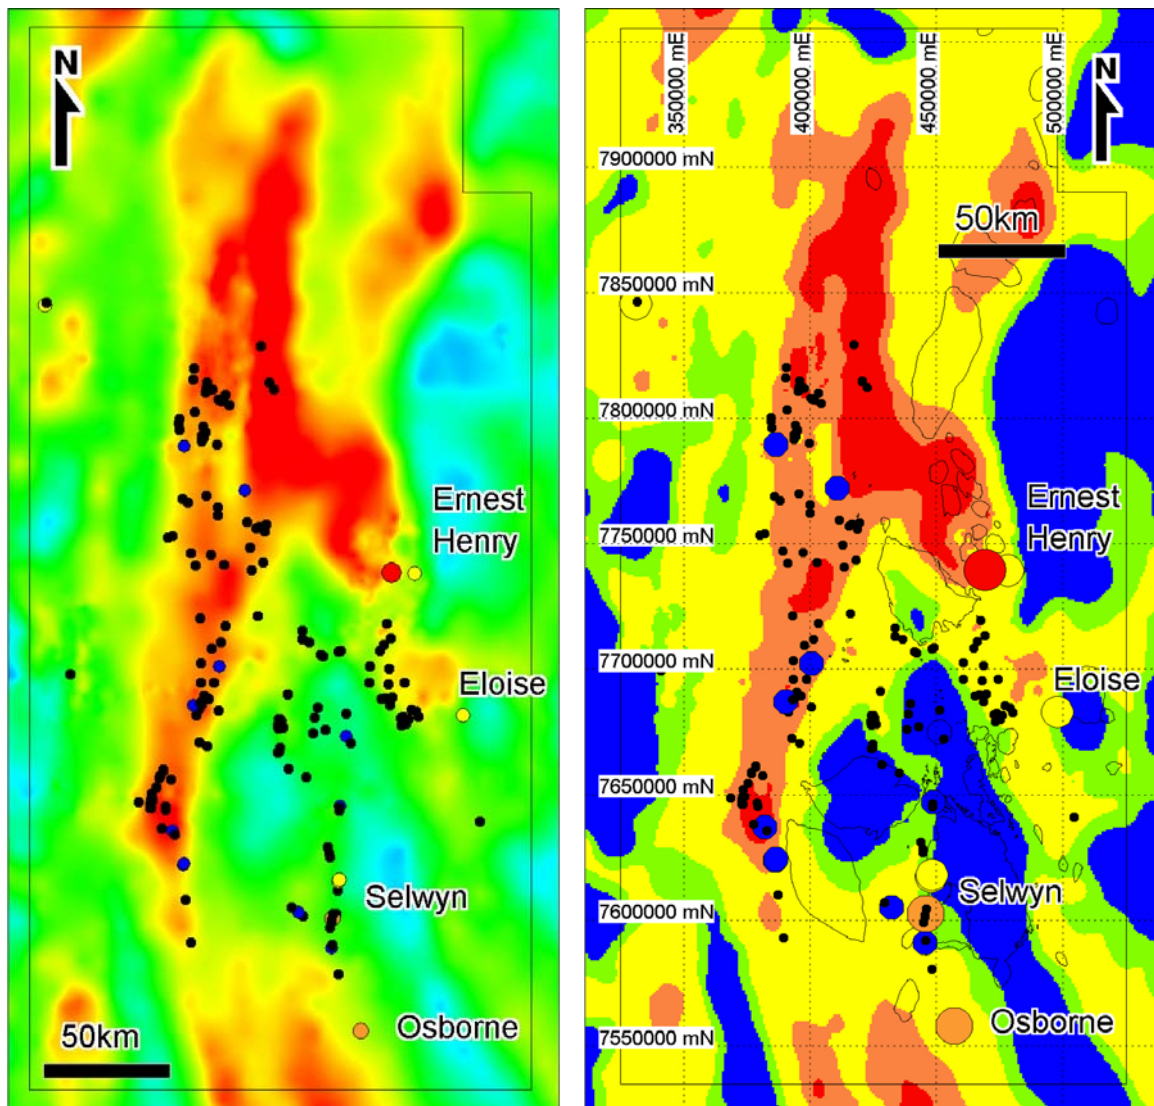 N
Ernest
Henry
Eloise
Selwyn
Osborne
50km
350000 mE
400000 mE
450000 mE
500000 mE
N
7900000 mN
50km
7850000 mN
7800000 mN
Ernest
Henry
7750000 mN
7700000 mN
Eloise
7650000 mN
Selwyn
7600000 mN
Osborne
7550000 mN